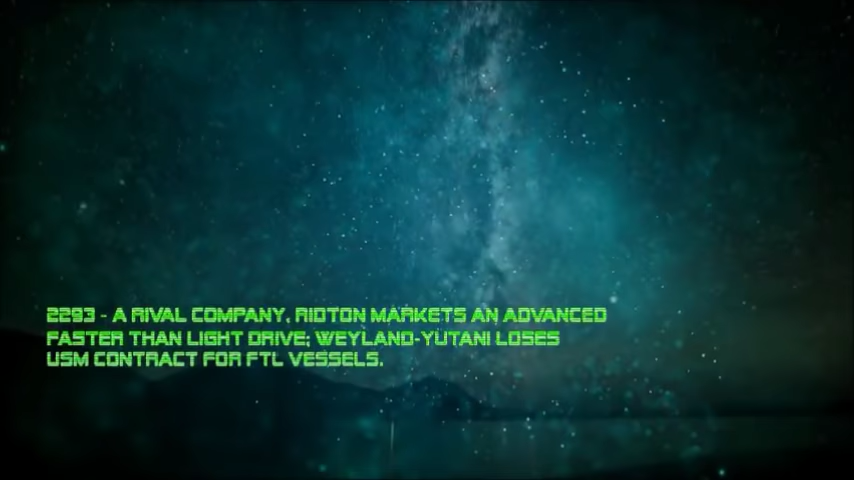 2293 - A RIVAL COMPANY, RIDTON MARKETS AN ADVANCED
FASTER THAN LIGHT DRIVE; WEYLAND-YUTANI LOSES
USM CONTRACT FOR FTL VESSELS.